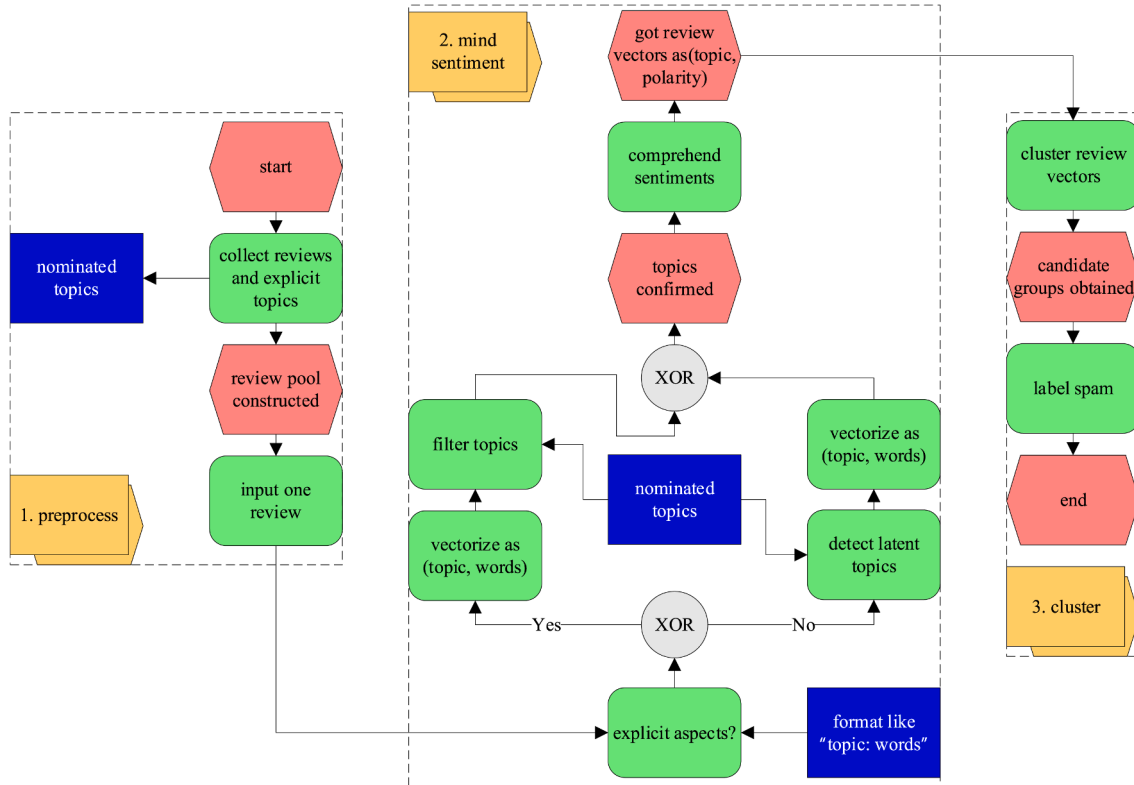 start
collect reviews
and explicit
topics
nominated
topics
review pool
constructed
input one
review
1. preprocess
2. mind
sentiment
got review
vectors as(topic,
polarity)
comprehend
sentiments
topics
confirmed
XOR
filter topics
vectorize as
(topic, words)
nominated
topics
vectorize as
(topic, words)
detect latent
topics
Yes
XOR
No
explicit aspects?
format like
“topic: words”
cluster review
vectors
candidate
groups obtained
label spam
end
3. cluster